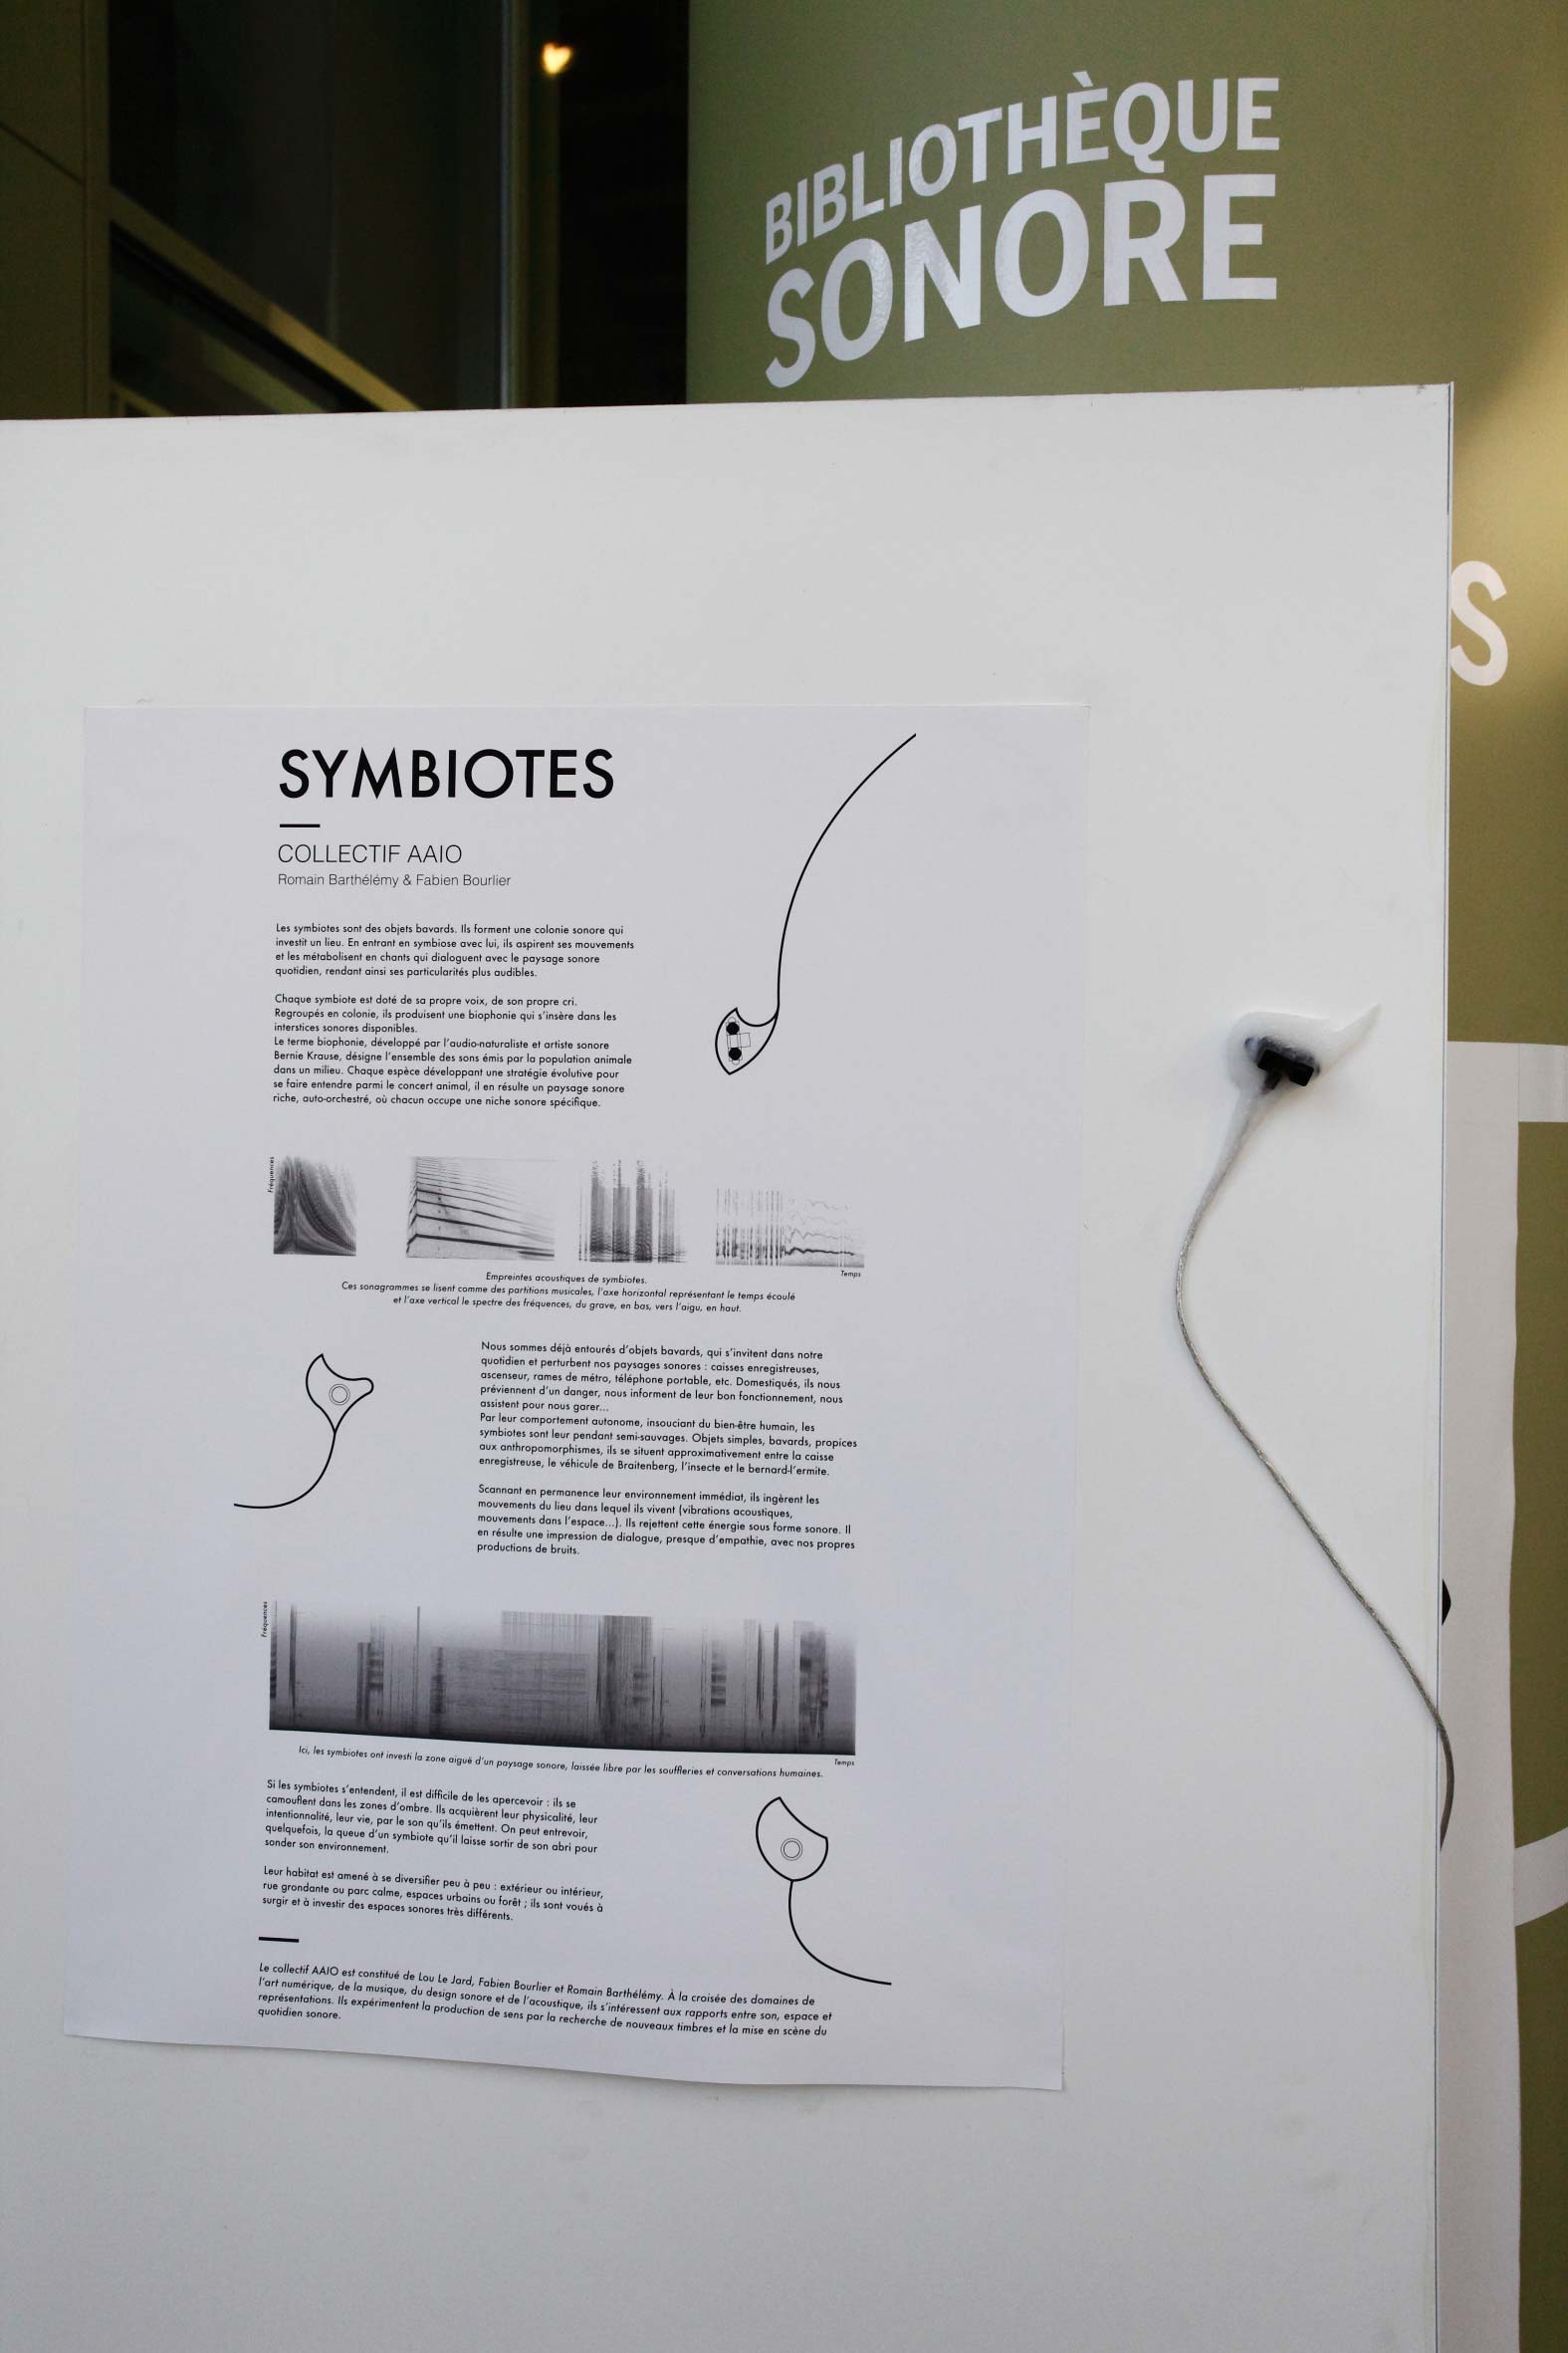 BIBLIOTHÈQUE
SONORE
S
SYMBIOTES
COLLECTIF AAIO
Romain Barthélémy & Fabien Bourlier
Les symbiotes sont des objets bavards. Ils forment une colonie sonore qui
investit un lieu. En entrant en symbiose avec lui, ils aspirent ses mouvements
et les métabolisent en chants qui dialoguent avec le paysage sonore
quotidien, rendant ainsi ses particularités plus audibles.
Chaque symbiote est doté de sa propre voix, de son propre cri.
Regroupés en colonie, ils produisent une biophonie qui s'insère dans les
interstices sonores disponibles.
Le terme biophonie, développé par l'audio-naturaliste et artiste sonore
Bernie Krause, désigne l'ensemble des sons émis par la population animale
dans un milieu. Chaque espèce développant une stratégie évolutive pour
se faire entendre parmi le concert animal, il en résulte un paysage sonore
riche, auto-orchestré, où chacun occupe une niche sonore spécifique.
Fréquences
Temps
Empreintes acoustiques de symbiotes.
Ces sonagrammes se lisent comme des partitions musicales, l'axe horizontal représentant le temps écoulé
et l'axe vertical le spectre des fréquences, du grave, en bas, vers l'aigu, en haut.
Nous sommes déjà entourés d'objets bavards, qui s'invitent dans notre
quotidien et perturbent nos paysages sonores : caisses enregistreuses,
ascenseur, rames de métro, téléphone portable, etc. Domestiqués, ils nous
préviennent d'un danger, nous informent de leur bon fonctionnement, nous
assistent pour nous garer...
Par leur comportement autonome, insouciant du bien-être humain, les
symbiotes sont leur pendant semi-sauvages. Objets simples, bavards, propices
aux anthropomorphismes, ils se situent approximativement entre la caisse
enregistreuse, le véhicule de Braitenberg, l'insecte et le bernard-l'ermite.
Scannant en permanence leur environnement immédiat, ils ingèrent les
mouvements du lieu dans lequel ils vivent (vibrations acoustiques,
mouvements dans l'espace...). Ils rejettent cette énergie sous forme sonore. Il
en résulte une impression de dialogue, presque d'empathie, avec nos propres
productions de bruits.
Fréquences
Temps
Ici, les symbiotes ont investi la zone aiguë d'un paysage sonore, laissée libre par les souffleries et conversations humaines.
Si les symbiotes s'entendent, il est difficile de les apercevoir : ils se
camouflent dans les zones d'ombre. Ils acquièrent leur physicalité, leur
intentionnalité, leur vie, par le son qu'ils émettent. On peut entrevoir,
quelquefois, la queue d'un symbiote qu'il laisse sortir de son abri pour
sonder son environnement.
Leur habitat est amené à se diversifier peu à peu : extérieur ou intérieur,
rue grondante ou parc calme, espaces urbains ou forêt ; ils sont voués à
surgir et à investir des espaces sonores très différents.
Le collectif AAIO est constitué de Lou Le Jard, Fabien Bourlier et Romain Barthélémy. À la croisée des domaines de
l'art numérique, de la musique, du design sonore et de l'acoustique, ils s'intéressent aux rapports entre son, espace et
représentations. Ils expérimentent la production de sens par la recherche de nouveaux timbres et la mise en scène du
quotidien sonore.